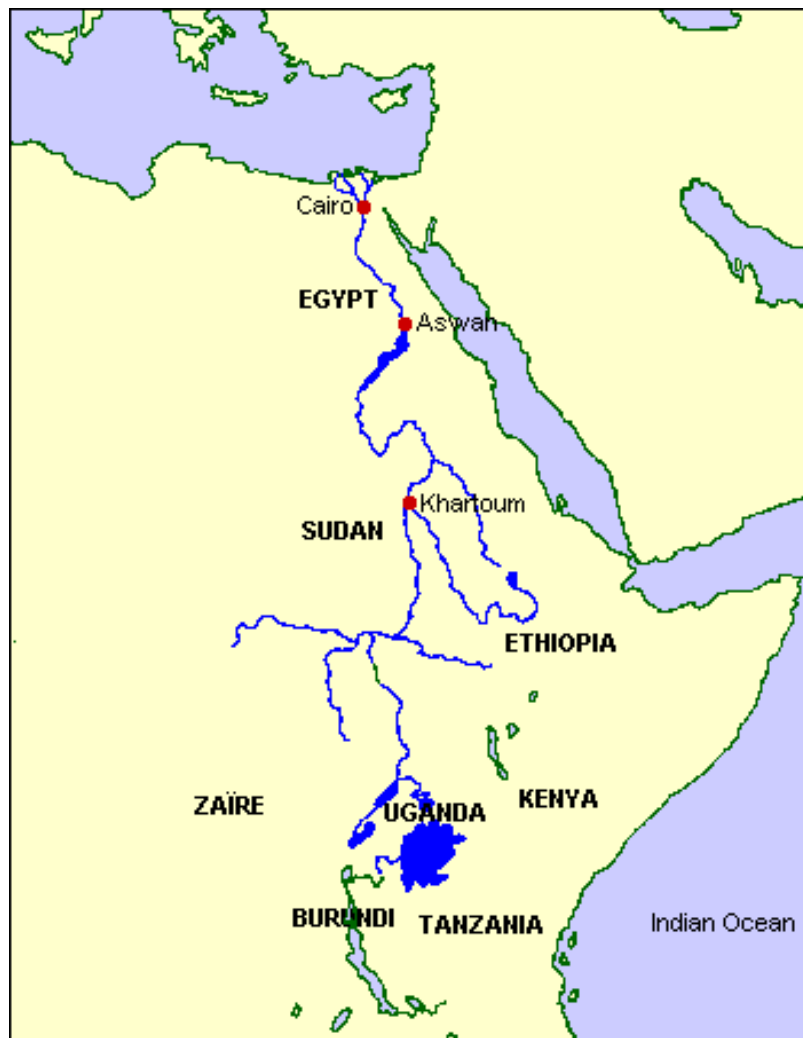 Cairo
EGYPT
Aswan
Khartoum
SUDAN
ETHIOPIA
ZAÏRE
UGANDA
KENYA
BURUNDI
TANZANIA
Indian Ocean